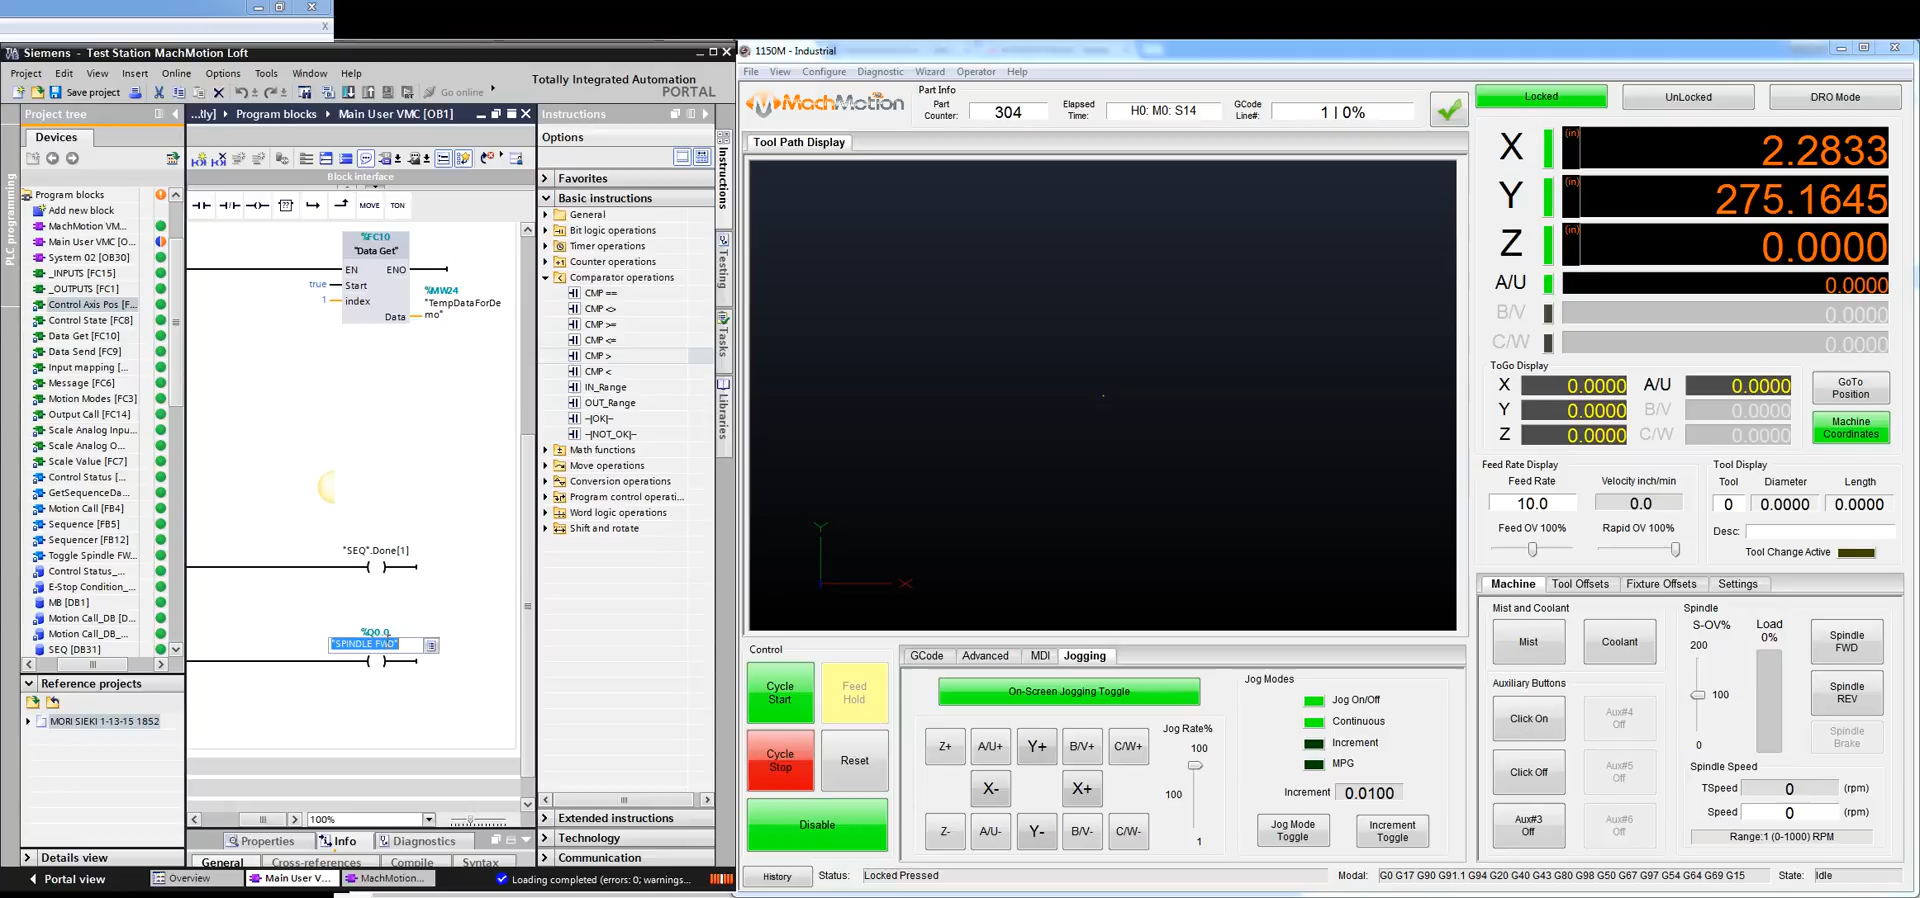 Siemens - Test Station MachMotion Loft
Project Edit View Insert Online Options Tools Window Help
Totally Integrated Automation
PORTAL
Save project
Go online
Project tree
Devices
...tly] Program blocks Main User VMC [OB1]
Block interface
PLC programming
Program blocks
Add new block
MachMotion VM...
Main User VMC [O...
System 02 [OB30]
_INPUTS [FC15]
_OUTPUTS [FC1]
Control Axis Pos [F...
Control State [FC8]
Data Get [FC10]
Data Send [FC9]
Input mapping [...
Message [FC6]
Motion Modes [FC3]
Output Call [FC14]
Scale Analog Inpu...
Scale Analog O...
Scale Value [FC7]
Control Status [...
GetSequenceDa...
Motion Call [FB4]
Sequence [FB5]
Sequencer [FB12]
Toggle Spindle FW...
Control Status_...
E-Stop Condition_...
MB [DB1]
Motion Call_DB [D...
Motion Call_DB_...
SEQ [DB31]
Reference projects
MORI SIEKI 1-13-15 1852
Details view
MOVE TON
%FC10
"Data Get"
EN ENO
true Start
1 index
Data
%MW24
"TempDataForDe
mo"
"SEQ".Done[1]
%Q0.0
"SPINDLE FWD"
100%
Properties Info Diagnostics
General Cross-references Compile Syntax
Instructions
Options
Favorites
Basic instructions
General
Bit logic operations
Timer operations
Counter operations
Comparator operations
CMP ==
CMP <>
CMP >=
CMP <=
CMP >
CMP <
IN_Range
OUT_Range
-|OK|-
-|NOT_OK|-
Math functions
Move operations
Conversion operations
Program control operati...
Word logic operations
Shift and rotate
Extended instructions
Technology
Communication
Instructions
Testing
Tasks
Libraries
Portal view Overview Main User V... MachMotion... Loading completed (errors: 0; warnings...
1150M - Industrial
File View Configure Diagnostic Wizard Operator Help
MachMotion
Part Info
Part
Counter: 304
Elapsed
Time: H0: M0: S14
GCode
Line#: 1 | 0%
Tool Path Display
Y
X
Locked UnLocked DRO Mode
X (in) 2.2833
Y (in) 275.1645
Z (in) 0.0000
A/U 0.0000
B/V 0.0000
C/W 0.0000
ToGo Display
X 0.0000 A/U 0.0000
Y 0.0000 B/V 0.0000
Z 0.0000 C/W 0.0000
GoTo
Position
Machine
Coordinates
Feed Rate Display
Feed Rate Velocity inch/min
10.0 0.0
Feed OV 100% Rapid OV 100%
Tool Display
Tool Diameter Length
0 0.0000 0.0000
Desc:
Tool Change Active
Machine Tool Offsets Fixture Offsets Settings
Mist and Coolant
Mist Coolant
Auxiliary Buttons
Click On
Aux#4
Off
Click Off
Aux#5
Off
Aux#3
Off
Aux#6
Off
Spindle
S-OV% Load
0%
200
100
0
Spindle
FWD
Spindle
REV
Spindle
Brake
Spindle Speed
TSpeed 0 (rpm)
Speed 0 (rpm)
Range:1 (0-1000) RPM
Control
Cycle
Start
Feed
Hold
Cycle
Stop
Reset
Disable
GCode Advanced MDI Jogging
On-Screen Jogging Toggle
Z+ A/U+ Y+ B/V+ C/W+
X- X+
Z- A/U- Y- B/V- C/W-
Jog Rate%
100
100
1
Jog Modes
Jog On/Off
Continuous
Increment
MPG
Increment 0.0100
Jog Mode
Toggle
Increment
Toggle
History Status: Locked Pressed
Modal: G0 G17 G90 G91.1 G94 G20 G40 G43 G80 G98 G50 G67 G97 G54 G64 G69 G15 State: Idle